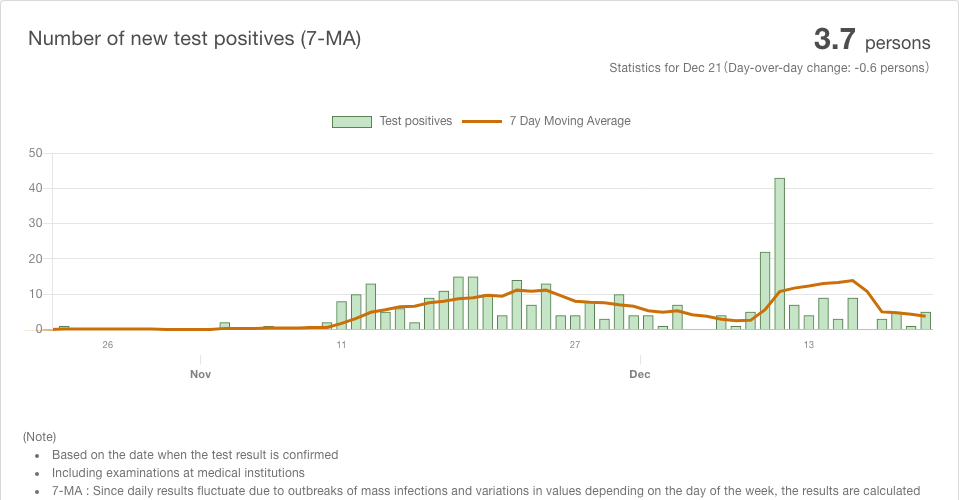 Number of new test positives (7-MA)
3.7 persons
Statistics for Dec 21 (Day-over-day change: -0.6 persons)
Test positives 7 Day Moving Average
50
40
30
20
10
0
26 11 27 13
Nov Dec
(Note)
• Based on the date when the test result is confirmed
• Including examinations at medical institutions
• 7-MA : Since daily results fluctuate due to outbreaks of mass infections and variations in values depending on the day of the week, the results are calculated